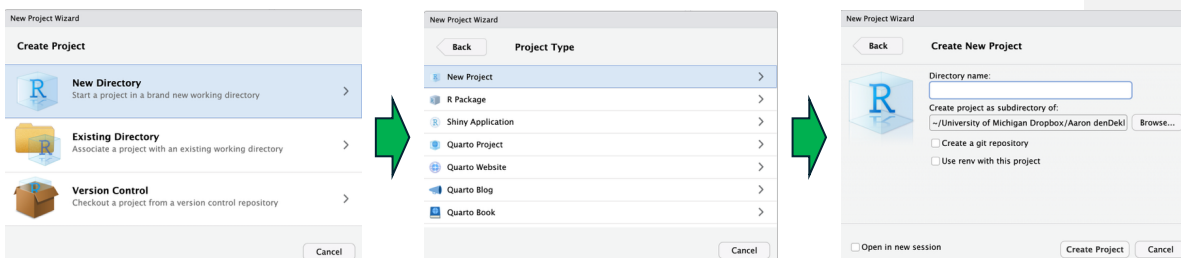 New Project Wizard
Create Project
New Directory
Start a project in a brand new working directory
Existing Directory
Associate a project with an existing working directory
Version Control
Checkout a project from a version control repository
Cancel
New Project Wizard
Back
Project Type
New Project
R Package
Shiny Application
Quarto Project
Quarto Website
Quarto Blog
Quarto Book
Cancel
New Project Wizard
Back
Create New Project
Directory name:
Create project as subdirectory of:
~/University of Michigan Dropbox/Aaron denDekl
Browse...
Create a git repository
Use renv with this project
Open in new session
Create Project
Cancel